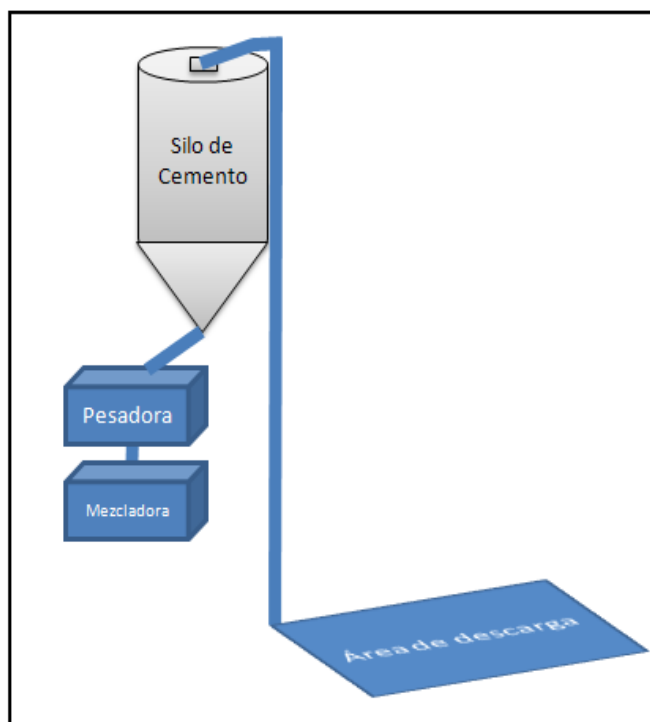 Silo de
Cemento
Pesadora
Mezcladora
Área de descarga